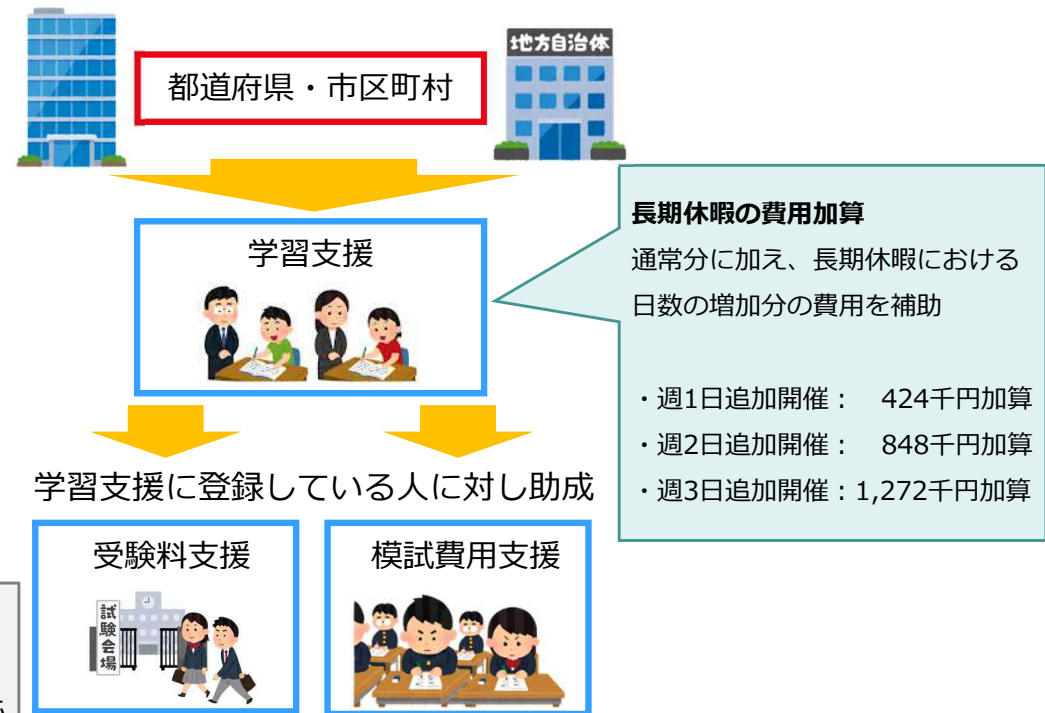 地方自治体
都道府県・市区町村
学習支援
長期休暇の費用加算
通常分に加え、長期休暇における
日数の増加分の費用を補助
・週1日追加開催： 424千円加算
・週2日追加開催： 848千円加算
・週3日追加開催：1,272千円加算
学習支援に登録している人に対し助成
受験料支援
模試費用支援
試験会場